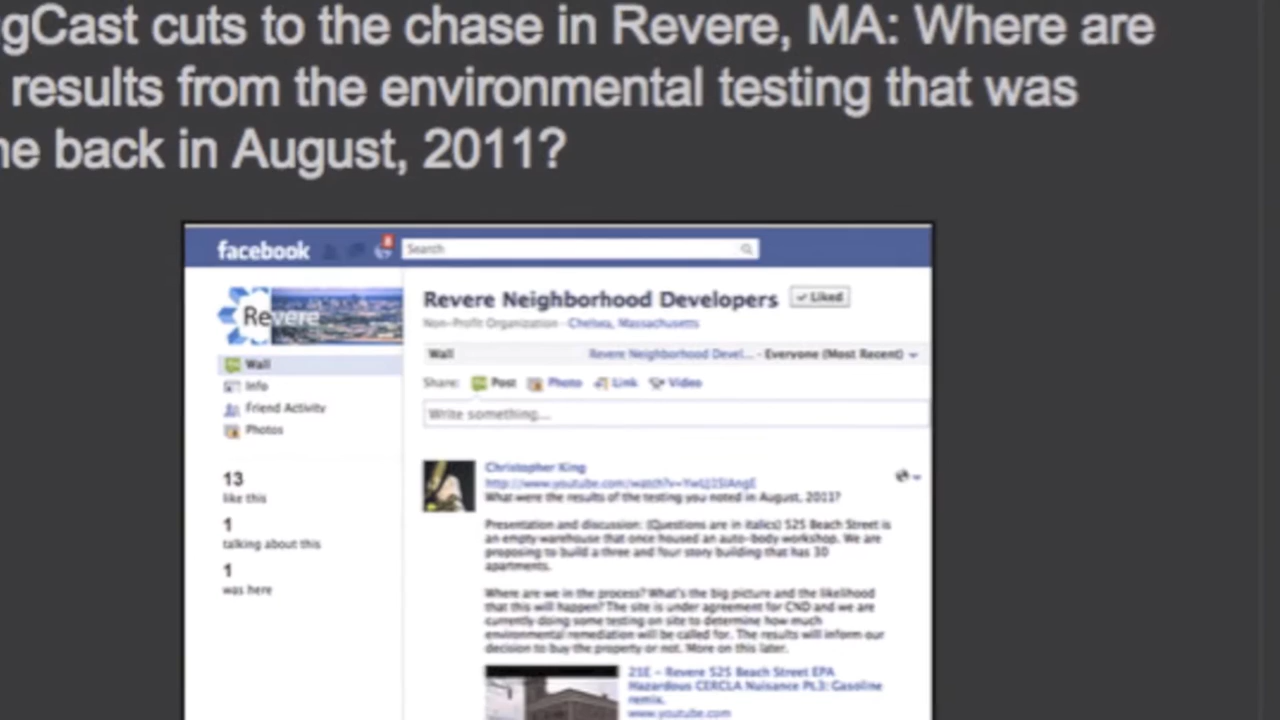 gCast cuts to the chase in Revere, MA: Where are
results from the environmental testing that was
ne back in August, 2011?
facebook
8
Search
Revere
Revere Neighborhood Developers
Liked
Non-Profit Organization · Chelsea, Massachusetts
Wall
Wall
Revere Neighborhood Devel... · Everyone (Most Recent)
Info
Share: Post Photo Link Video
Friend Activity
Write something...
Photos
13
like this
1
talking about this
1
was here
Christopher King
What were the results of the testing you noted in August, 2011?
Presentation and discussion: (Questions are in italics) 525 Beach Street is
an empty warehouse that once housed an auto-body workshop. We are
proposing to build a three and four story building that has 30
apartments.
Where are we in the process? What's the big picture and the likelihood
that this will happen? The site is under agreement for CND and we are
currently doing some testing on site to determine how much
environmental remediation will be called for. The results will inform our
decision to buy the property or not. More on this later.
21E - Revere 525 Beach Street EPA
Hazardous CERCLA Nuisance Pt.3: Gasoline
remix.
www.youtube.com